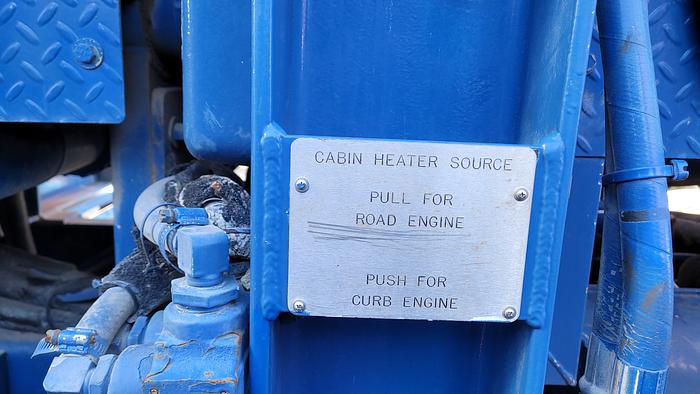 CABIN HEATER SOURCE
PULL FOR
ROAD ENGINE
PUSH FOR
CURB ENGINE